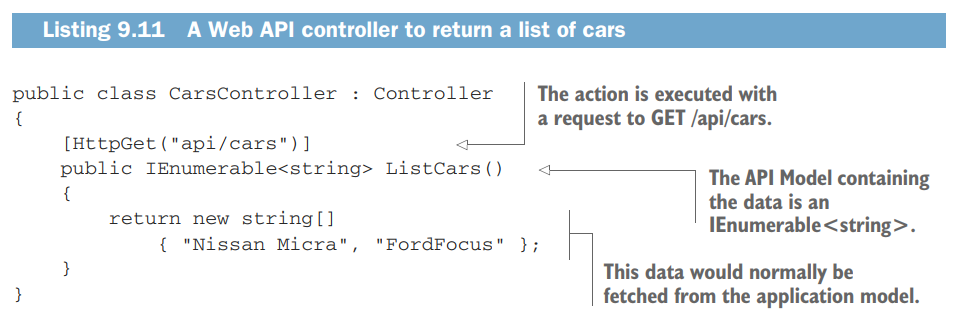 Listing 9.11 A Web API controller to return a list of cars
public class CarsController : Controller
{
[HttpGet("api/cars")]
public IEnumerable<string> ListCars()
{
return new string[]
{ "Nissan Micra", "FordFocus" };
}
}
The action is executed with
a request to GET /api/cars.
The API Model containing
the data is an
IEnumerable<string>.
This data would normally be
fetched from the application model.